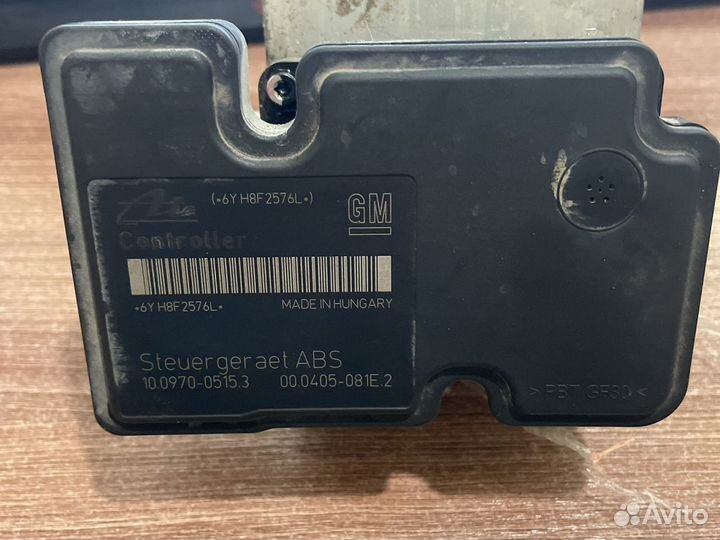 (•6Y H8F2576L•)
Ate
GM
Controller
•6Y H8F2576L•
MADE IN HUNGARY
Steuergeraet ABS
10.0970-0515.3 00.0405-081E.2
> PBT GF30 <
Avito